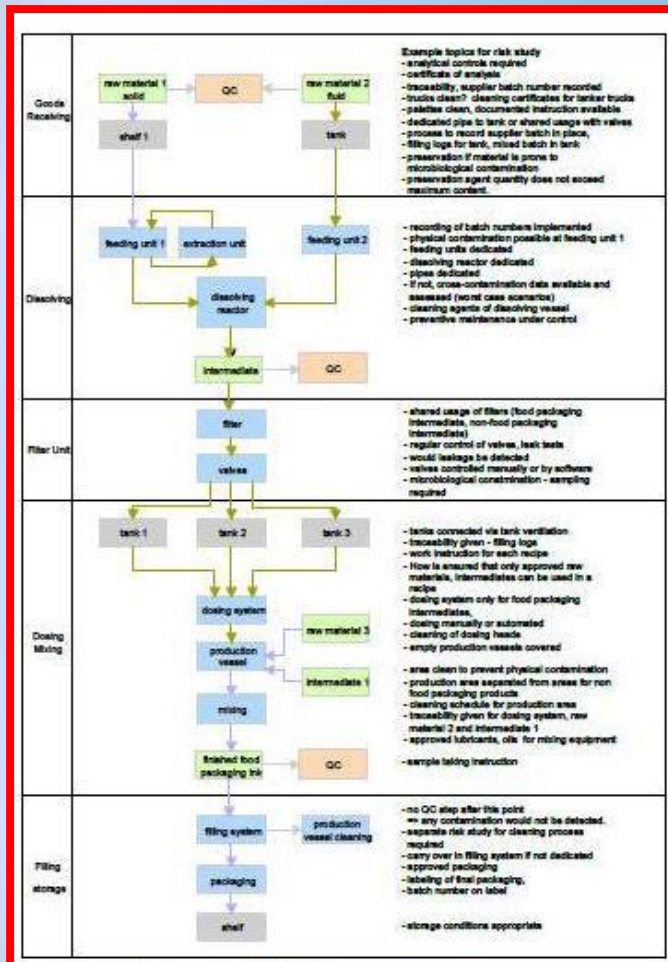 Goods
Receiving
raw material 1
solid
QC
raw material 2
fluid
shelf 1
tank
Example topics for risk study
- analytical controls required
- certificate of analysis
- traceability, supplier batch number recorded
- trucks clean? cleaning certificates for tanker trucks
- palettes clean, documented instruction available
- dedicated pipe to tank or shared usage with valves
- process to record supplier batch in place,
- filling logs for tank, mixed batch in tank
- preservation if material is prone to
microbiological contamination
- preservation agent quantity does not exceed
maximum content.
Dissolving
feeding unit 1
extraction unit
feeding unit 2
dissolving
reactor
intermediate
QC
- recording of batch numbers implemented
- physical contamination possible at feeding unit 1
- feeding units dedicated
- dissolving reactor dedicated
- pipes dedicated
- if not, cross-contamination data available and
assessed (worst case scenarios)
- cleaning agents of dissolving vessel
- preventive maintenance under control
Filter Unit
filter
valves
- shared usage of filters (food packaging
intermediate, non-food packaging
intermediate)
- regular control of valves, leak tests
- would leakage be detected
- valves controlled manually or by software
- microbiological constmination - sampling
required
Dosing
Mixing
tank 1
tank 2
tank 3
dosing system
raw material 3
production
vessel
intermediate 1
mixing
finished food
packaging ink
QC
- tanks connected via tank ventilation
- traceability given - filling logs
- work instruction for each recipe
- How is ensured that only approved raw
materials, intermediates can be used in a
recipe
- dosing system only for food packaging
intermediates,
- dosing manually or automated
- cleaning of dosing heads
- empty production vessels covered
- area clean to prevent physical contamination
- production area separated from areas for non
food packaging products
- cleaning schedule for production area
- traceability given for dosing system, raw
material 2 and intermediate 1
- approved lubricants, oils for mixing equipment
- sample taking instruction
Filling
storage
filling system
production
vessel cleaning
packaging
shelf
- no QC step after this point
=> any contamination would not be detected.
- separate risk study for cleaning process
required
- carry over in filling system if not dedicated
- approved packaging
- labeling of final packaging,
- batch number on label
- storage conditions appropriate